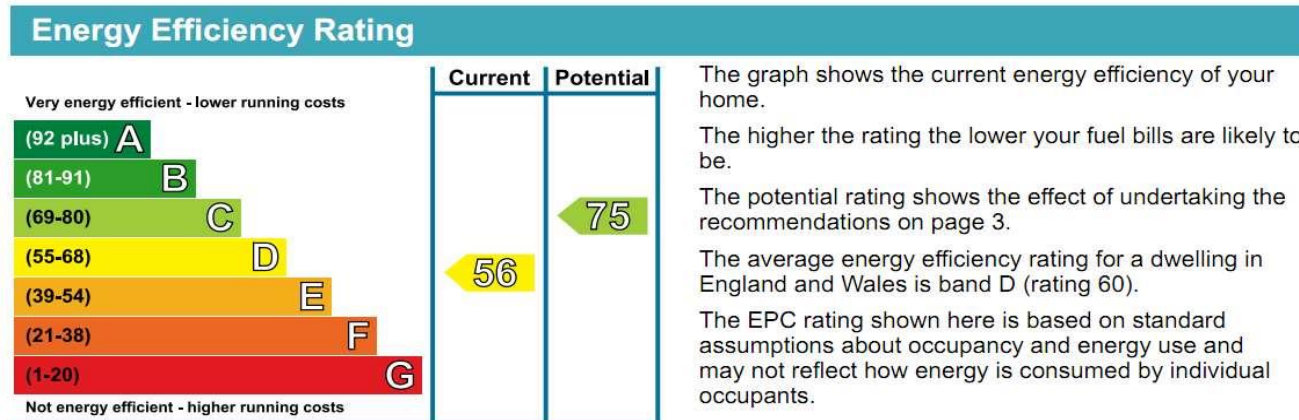 Energy Efficiency Rating
Current Potential
Very energy efficient - lower running costs
(92 plus) A
(81-91) B
(69-80) C
75
(55-68) D
56
(39-54) E
(21-38) F
(1-20) G
Not energy efficient - higher running costs
The graph shows the current energy efficiency of your
home.
The higher the rating the lower your fuel bills are likely to
be.
The potential rating shows the effect of undertaking the
recommendations on page 3.
The average energy efficiency rating for a dwelling in
England and Wales is band D (rating 60).
The EPC rating shown here is based on standard
assumptions about occupancy and energy use and
may not reflect how energy is consumed by individual
occupants.